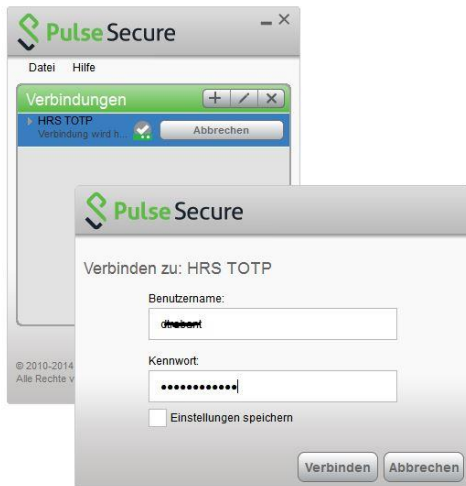 Pulse Secure
Datei Hilfe
Verbindungen
HRS TOTP
Verbindung wird h...
Abbrechen
© 2010-2014
Alle Rechte v
Pulse Secure
Verbinden zu: HRS TOTP
Benutzername:
Kennwort:
Einstellungen speichern
Verbinden Abbrechen